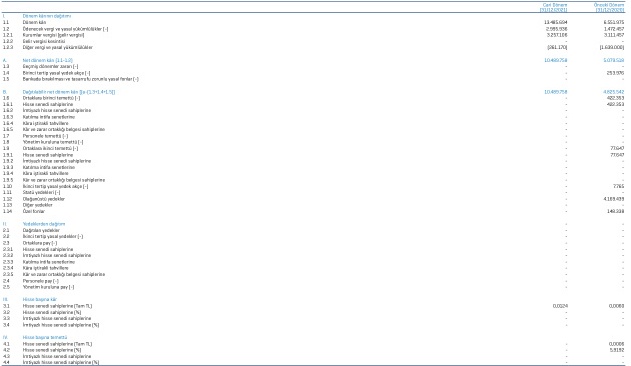 Cari Dönem Önceki Dönem
(31/12/2021) (31/12/2020)
I. Dönem kârının dağıtımı
1.1 Dönem kârı 13.485.694 6.551.975
1.2 Ödenecek vergi ve yasal yükümlülükler (-) 2.995.936 1.472.457
1.2.1 Kurumlar vergisi (gelir vergisi) 3.257.106 3.111.457
1.2.2 Gelir vergisi kesintisi - -
1.2.3 Diğer vergi ve yasal yükümlülükler (261.170) (1.639.000)
A. Net dönem kârı (1.1-1.2) 10.489.758 5.079.518
1.3 Geçmiş dönemler zararı (-) - -
1.4 Birinci tertip yasal yedek akçe (-) - 253.976
1.5 Bankada bırakılması ve tasarrufu zorunlu yasal fonlar (-) - -
B. Dağıtılabilir net dönem kârı [(a-(1.3+1.4+1.5)] 10.489.758 4.825.542
1.6 Ortaklara birinci temettü (-) - 422.353
1.6.1 Hisse senedi sahiplerine - 422.353
1.6.2 İmtiyazlı hisse senedi sahiplerine - -
1.6.3 Katılma intifa senetlerine - -
1.6.4 Kâra iştirakli tahvillere - -
1.6.5 Kâr ve zarar ortaklığı belgesi sahiplerine - -
1.7 Personele temettü (-) - -
1.8 Yönetim kuruluna temettü (-) - -
1.9 Ortaklara ikinci temettü (-) - 77.647
1.9.1 Hisse senedi sahiplerine - 77.647
1.9.2 İmtiyazlı hisse senedi sahiplerine - -
1.9.3 Katılma intifa senetlerine - -
1.9.4 Kâra iştirakli tahvillere - -
1.9.5 Kâr ve zarar ortaklığı belgesi sahiplerine - -
1.10 İkinci tertip yasal yedek akçe (-) - 7.765
1.11 Statü yedekleri (-) - -
1.12 Olağanüstü yedekler - 4.169.439
1.13 Diğer yedekler - -
1.14 Özel fonlar - 148.338
II. Yedeklerden dağıtım
2.1 Dağıtılan yedekler - -
2.2 İkinci tertip yasal yedekler (-) - -
2.3 Ortaklara pay (-) - -
2.3.1 Hisse senedi sahiplerine - -
2.3.2 İmtiyazlı hisse senedi sahiplerine - -
2.3.3 Katılma intifa senetlerine - -
2.3.4 Kâra iştirakli tahvillere - -
2.3.5 Kâr ve zarar ortaklığı belgesi sahiplerine - -
2.4 Personele pay (-) - -
2.5 Yönetim kuruluna pay (-) - -
III. Hisse başına kâr
3.1 Hisse senedi sahiplerine (Tam TL) 0,0124 0,0060
3.2 Hisse senedi sahiplerine (%) - -
3.3 İmtiyazlı hisse senedi sahiplerine - -
3.4 İmtiyazlı hisse senedi sahiplerine (%) - -
IV. Hisse başına temettü
4.1 Hisse senedi sahiplerine (Tam TL) - 0,0006
4.2 Hisse senedi sahiplerine (%) - 5,9192
4.3 İmtiyazlı hisse senedi sahiplerine - -
4.4 İmtiyazlı hisse senedi sahiplerine (%) - -